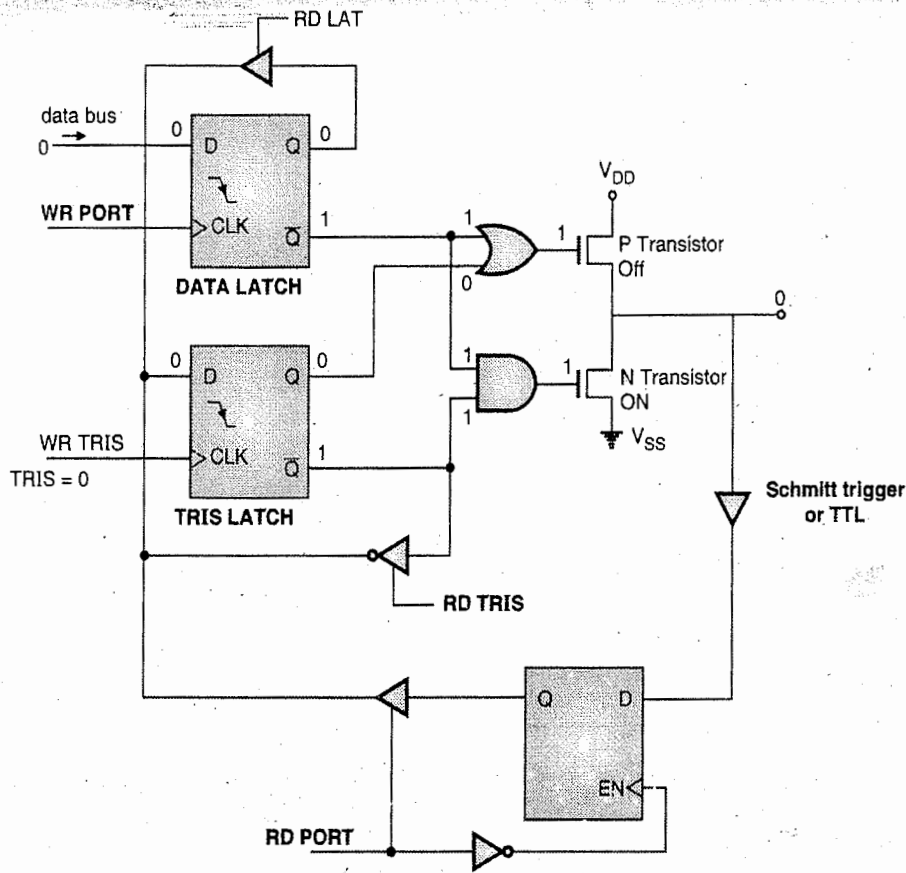 RD LAT
data bus
0
0
D
Q
0
WR PORT
CLK
Q̅
1
DATA LATCH
1
0
1
V_DD
P Transistor
Off
0
0
D
Q
0
1
1
1
N Transistor
ON
V_SS
WR TRIS
TRIS = 0
CLK
Q̅
1
TRIS LATCH
Schmitt trigger
or TTL
RD TRIS
Q
D
EN
RD PORT